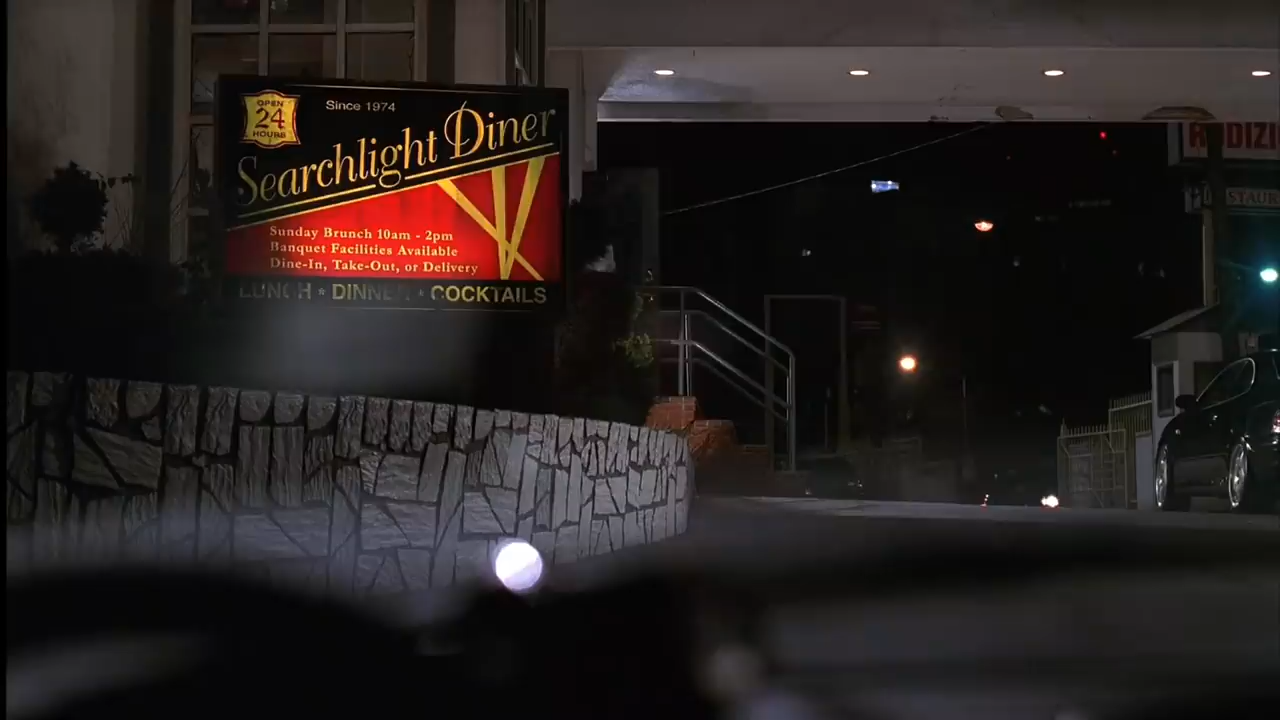 OPEN
24
HOURS
Since 1974
Searchlight Diner
Sunday Brunch 10am - 2pm
Banquet Facilities Available
Dine-In, Take-Out, or Delivery
LUNCH * DINNER * COCKTAILS